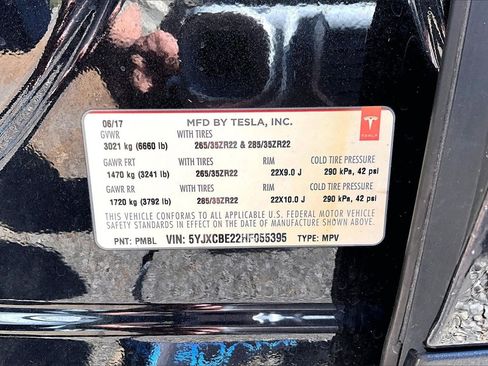 06/17 MFD BY TESLA, INC.
GVWR WITH TIRES
3021 kg (6660 lb) 265/35ZR22 & 285/35ZR22
GAWR FRT WITH TIRES RIM COLD TIRE PRESSURE
1470 kg (3241 lb) 265/35ZR22 22X9.0 J 290 kPa, 42 psi
GAWR RR WITH TIRES RIM COLD TIRE PRESSURE
1720 kg (3792 lb) 285/35ZR22 22X10.0 J 290 kPa, 42 psi
THIS VEHICLE CONFORMS TO ALL APPLICABLE U.S. FEDERAL MOTOR VEHICLE
SAFETY STANDARDS IN EFFECT ON THE DATE OF MANUFACTURE SHOWN ABOVE.
PNT: PMBL VIN: 5YJXCBE22HF055395 TYPE: MPV
TESLA